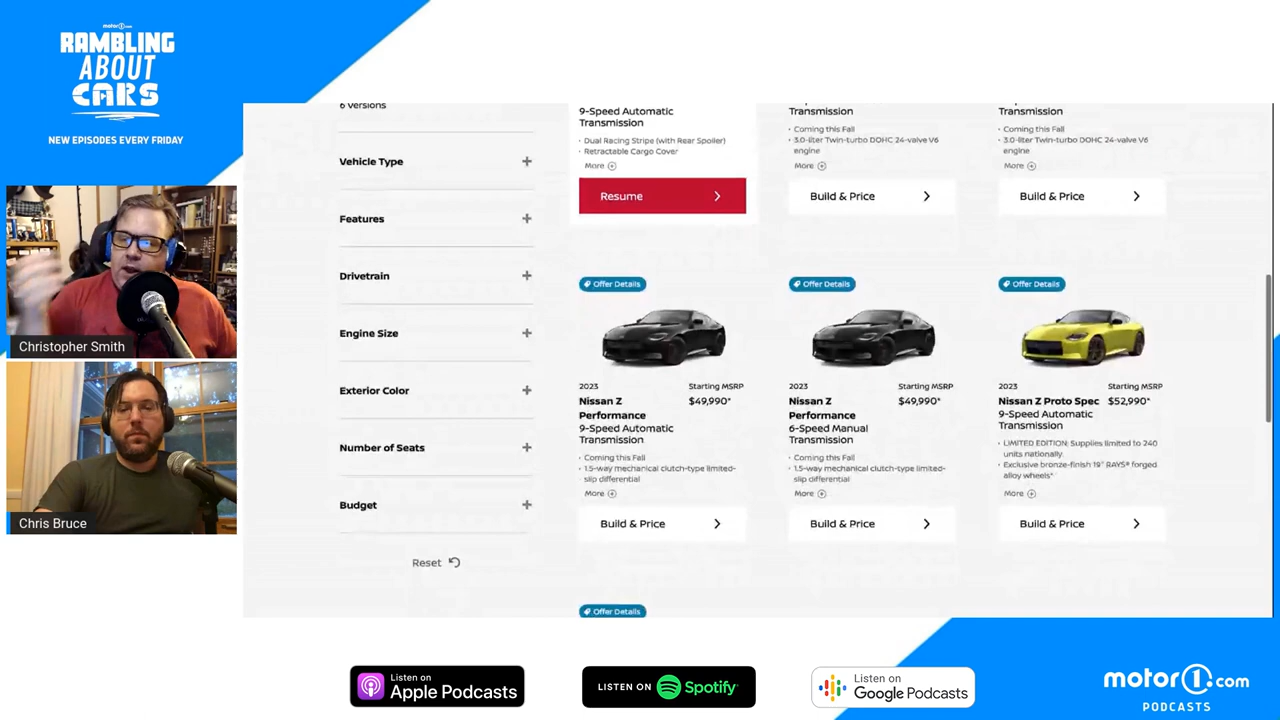 motor1.com
RAMBLING
ABOUT
CARS
NEW EPISODES EVERY FRIDAY
Christopher Smith
Chris Bruce
6 Versions
Vehicle Type
Features
Drivetrain
Engine Size
Exterior Color
Number of Seats
Budget
Reset
9-Speed Automatic
Transmission
Dual Racing Stripe (with Rear Spoiler)
Retractable Cargo Cover
More
Resume
Transmission
Coming this Fall
3.0-liter Twin-turbo DOHC 24-valve V6
engine
More
Build & Price
Transmission
Coming this Fall
3.0-liter Twin-turbo DOHC 24-valve V6
engine
More
Build & Price
Offer Details
2023 Starting MSRP
Nissan Z $49,990*
Performance
9-Speed Automatic
Transmission
Coming this Fall
1.5-way mechanical clutch-type limited-
slip differential
More
Build & Price
Offer Details
2023 Starting MSRP
Nissan Z $49,990*
Performance
6-Speed Manual
Transmission
Coming this Fall
1.5-way mechanical clutch-type limited-
slip differential
More
Build & Price
Offer Details
2023 Starting MSRP
Nissan Z Proto Spec $52,990*
9-Speed Automatic
Transmission
LIMITED EDITION: Supplies limited to 240
units nationally.
Exclusive bronze-finish 19" RAYS® forged
alloy wheels*
More
Build & Price
Offer Details
Listen on
Apple Podcasts
LISTEN ON Spotify
Listen on
Google Podcasts
motor1.com
PODCASTS